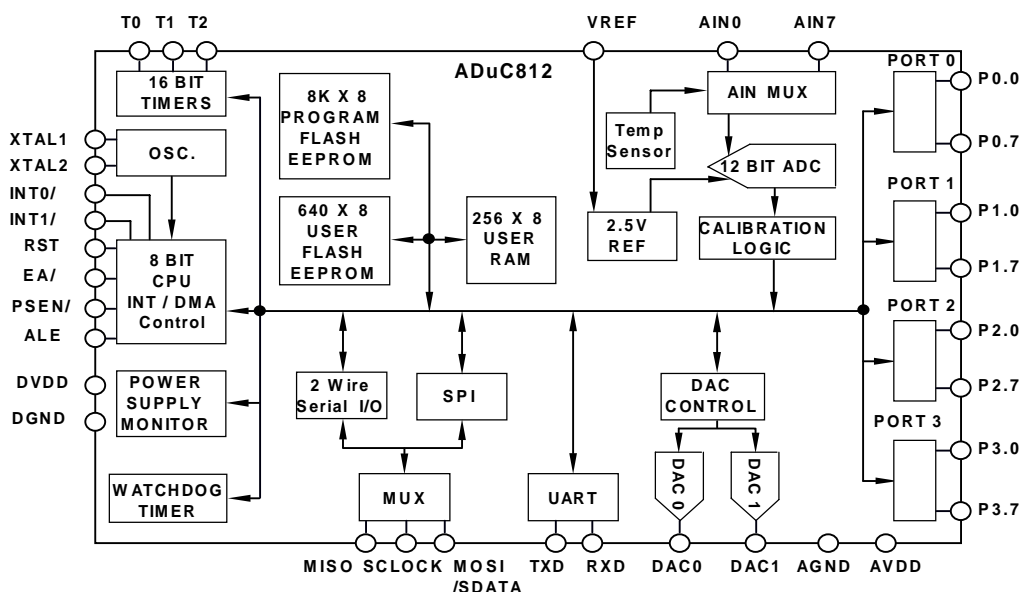 T0 T1 T2
VREF AIN0 AIN7
ADuC812
16 BIT
TIMERS
8K X 8
PROGRAM
FLASH
EEPROM
AIN MUX
Temp
Sensor
12 BIT ADC
PORT 0
P0.0
P0.7
XTAL1
XTAL2
OSC.
INT0/
INT1/
RST
EA/
PSEN/
ALE
8 BIT
CPU
INT / DMA
Control
640 X 8
USER
FLASH
EEPROM
256 X 8
USER
RAM
2.5V
REF
CALIBRATION
LOGIC
PORT 1
P1.0
P1.7
PORT 2
P2.0
P2.7
DVDD
DGND
POWER
SUPPLY
MONITOR
2 Wire
Serial I/O
SPI
DAC
CONTROL
PORT 3
P3.0
P3.7
WATCHDOG
TIMER
MUX
UART
DAC 0
DAC 1
MISO SCLOCK MOSI
/SDATA
TXD RXD DAC0 DAC1 AGND AVDD